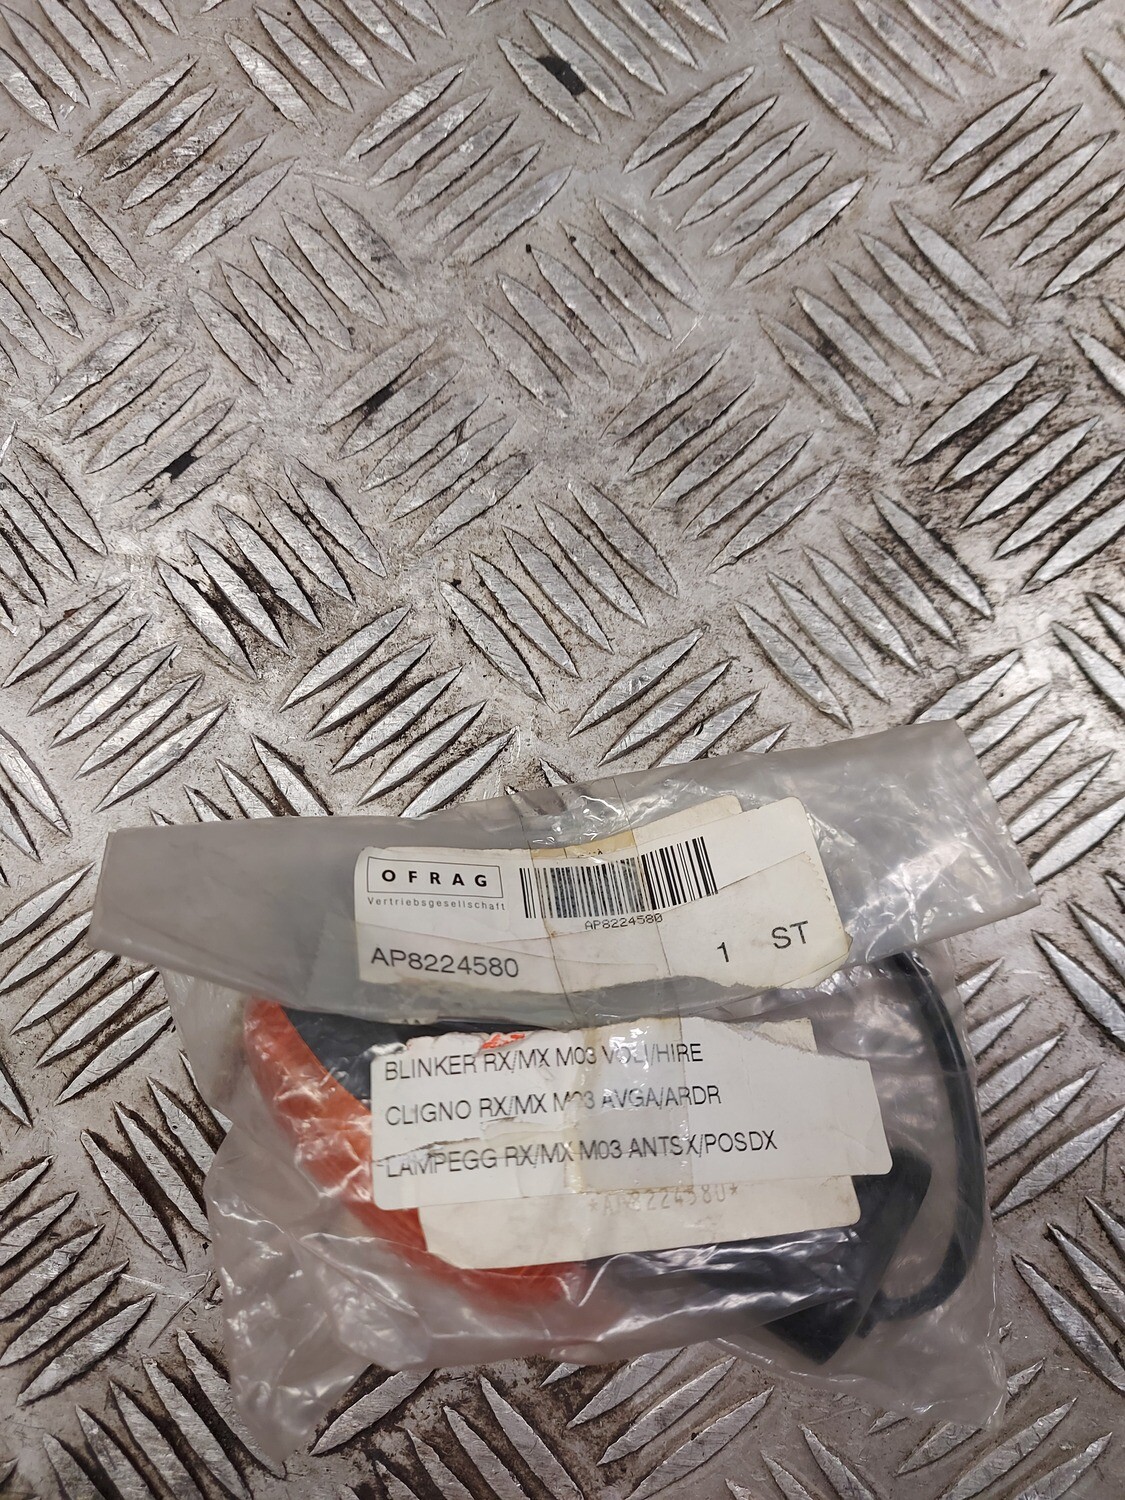 OFRAG
Vertriebsgesellschaft
AP8224580
AP8224580
1 ST
BLINKER RX/MX M03 VOLI/HIRE
CLIGNO RX/MX M03 AVGA/ARDR
LAMPEGG RX/MX M03 ANTSX/POSDX
*AP8224580*